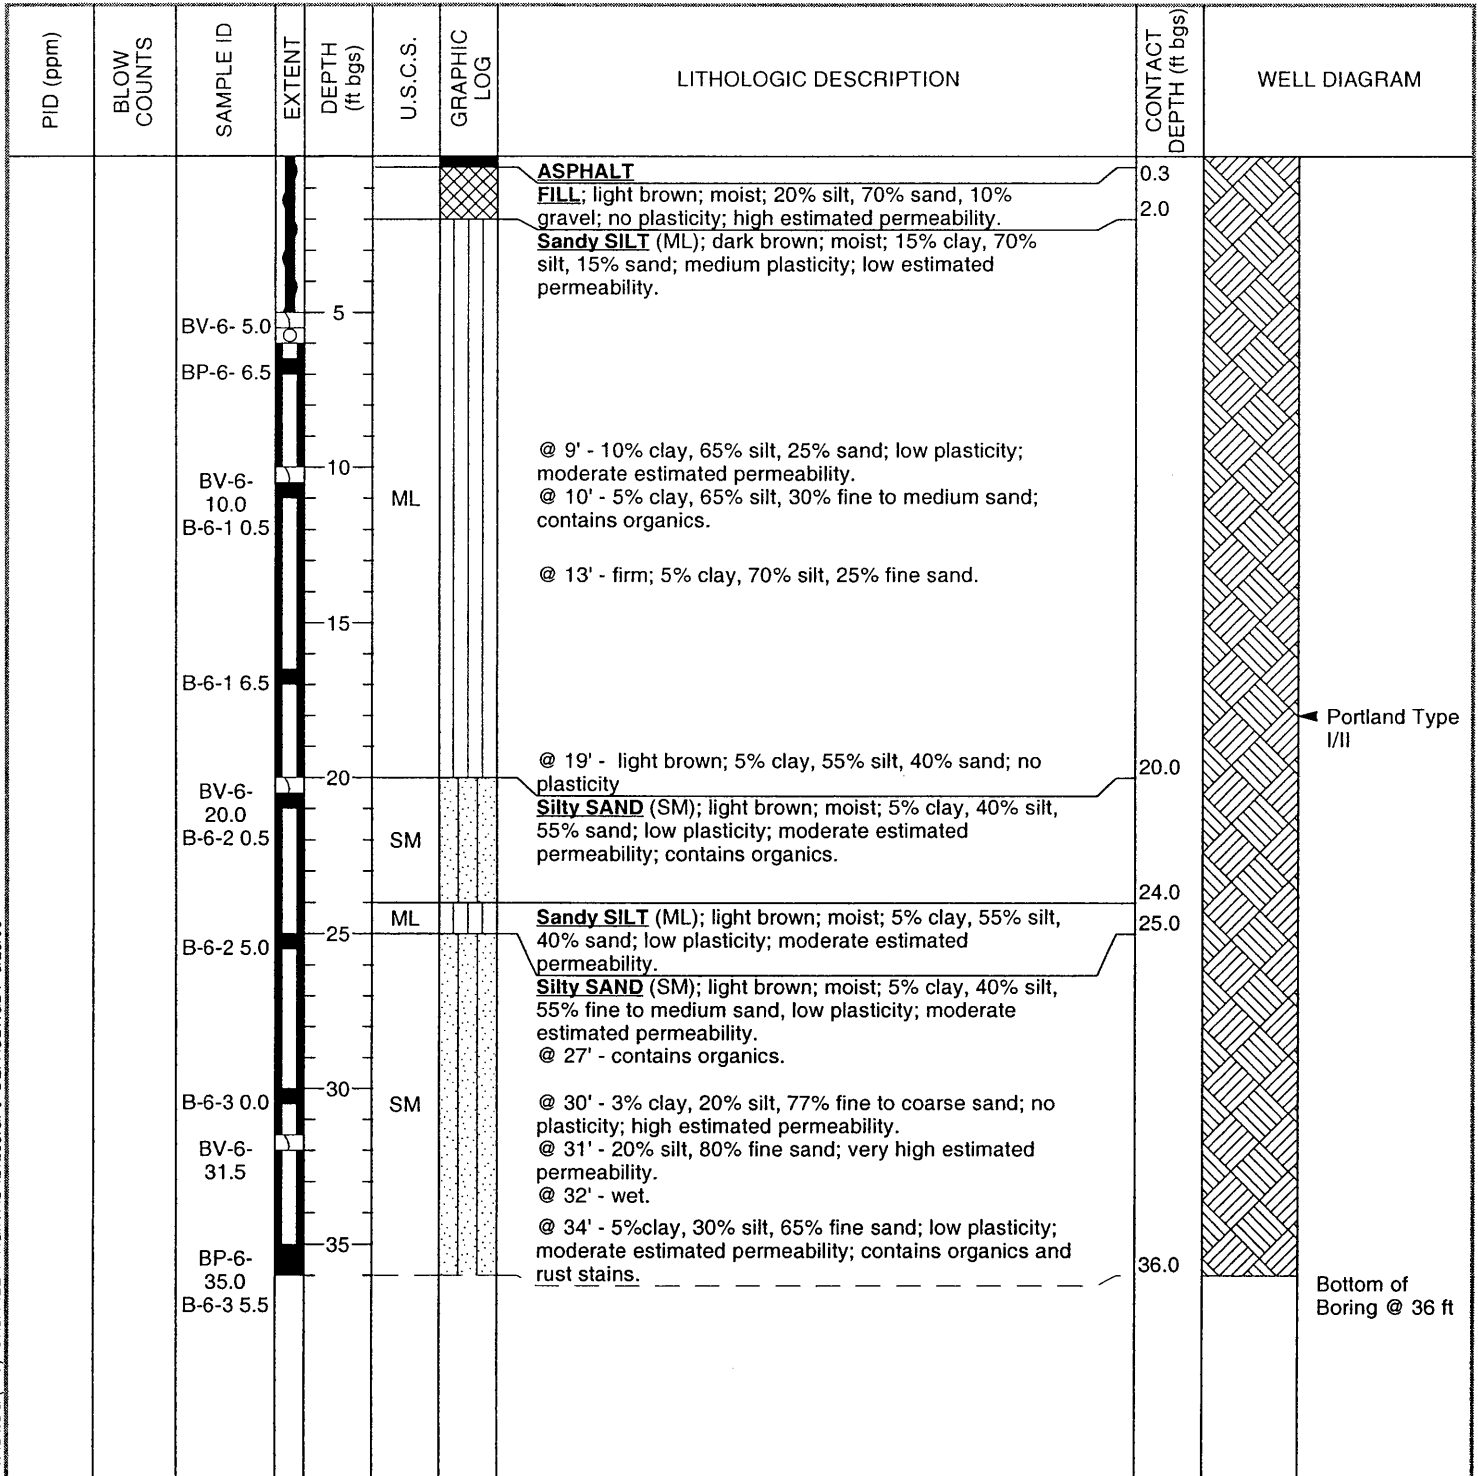 PID (ppm)
BLOW
COUNTS
SAMPLE ID
EXTENT
DEPTH
(ft bgs)
U.S.C.S.
GRAPHIC
LOG
LITHOLOGIC DESCRIPTION
CONTACT
DEPTH (ft bgs)
WELL DIAGRAM
ASPHALT
0.3
FILL; light brown; moist; 20% silt, 70% sand, 10%
gravel; no plasticity; high estimated permeability.
2.0
Sandy SILT (ML); dark brown; moist; 15% clay, 70%
silt, 15% sand; medium plasticity; low estimated
permeability.
5
BV-6- 5.0
BP-6- 6.5
@ 9' - 10% clay, 65% silt, 25% sand; low plasticity;
moderate estimated permeability.
10
BV-6-
10.0
B-6-1 0.5
ML
@ 10' - 5% clay, 65% silt, 30% fine to medium sand;
contains organics.
@ 13' - firm; 5% clay, 70% silt, 25% fine sand.
15
B-6-1 6.5
Portland Type
I/II
@ 19' - light brown; 5% clay, 55% silt, 40% sand; no
plasticity
20.0
20
BV-6-
20.0
B-6-2 0.5
SM
Silty SAND (SM); light brown; moist; 5% clay, 40% silt,
55% sand; low plasticity; moderate estimated
permeability; contains organics.
24.0
ML
Sandy SILT (ML); light brown; moist; 5% clay, 55% silt,
40% sand; low plasticity; moderate estimated
permeability.
25.0
25
B-6-2 5.0
Silty SAND (SM); light brown; moist; 5% clay, 40% silt,
55% fine to medium sand, low plasticity; moderate
estimated permeability.
@ 27' - contains organics.
30
B-6-3 0.0
SM
@ 30' - 3% clay, 20% silt, 77% fine to coarse sand; no
plasticity; high estimated permeability.
BV-6-
31.5
@ 31' - 20% silt, 80% fine sand; very high estimated
permeability.
@ 32' - wet.
@ 34' - 5%clay, 30% silt, 65% fine sand; low plasticity;
moderate estimated permeability; contains organics and
rust stains.
35
BP-6-
35.0
B-6-3 5.5
36.0
Bottom of
Boring @ 36 ft